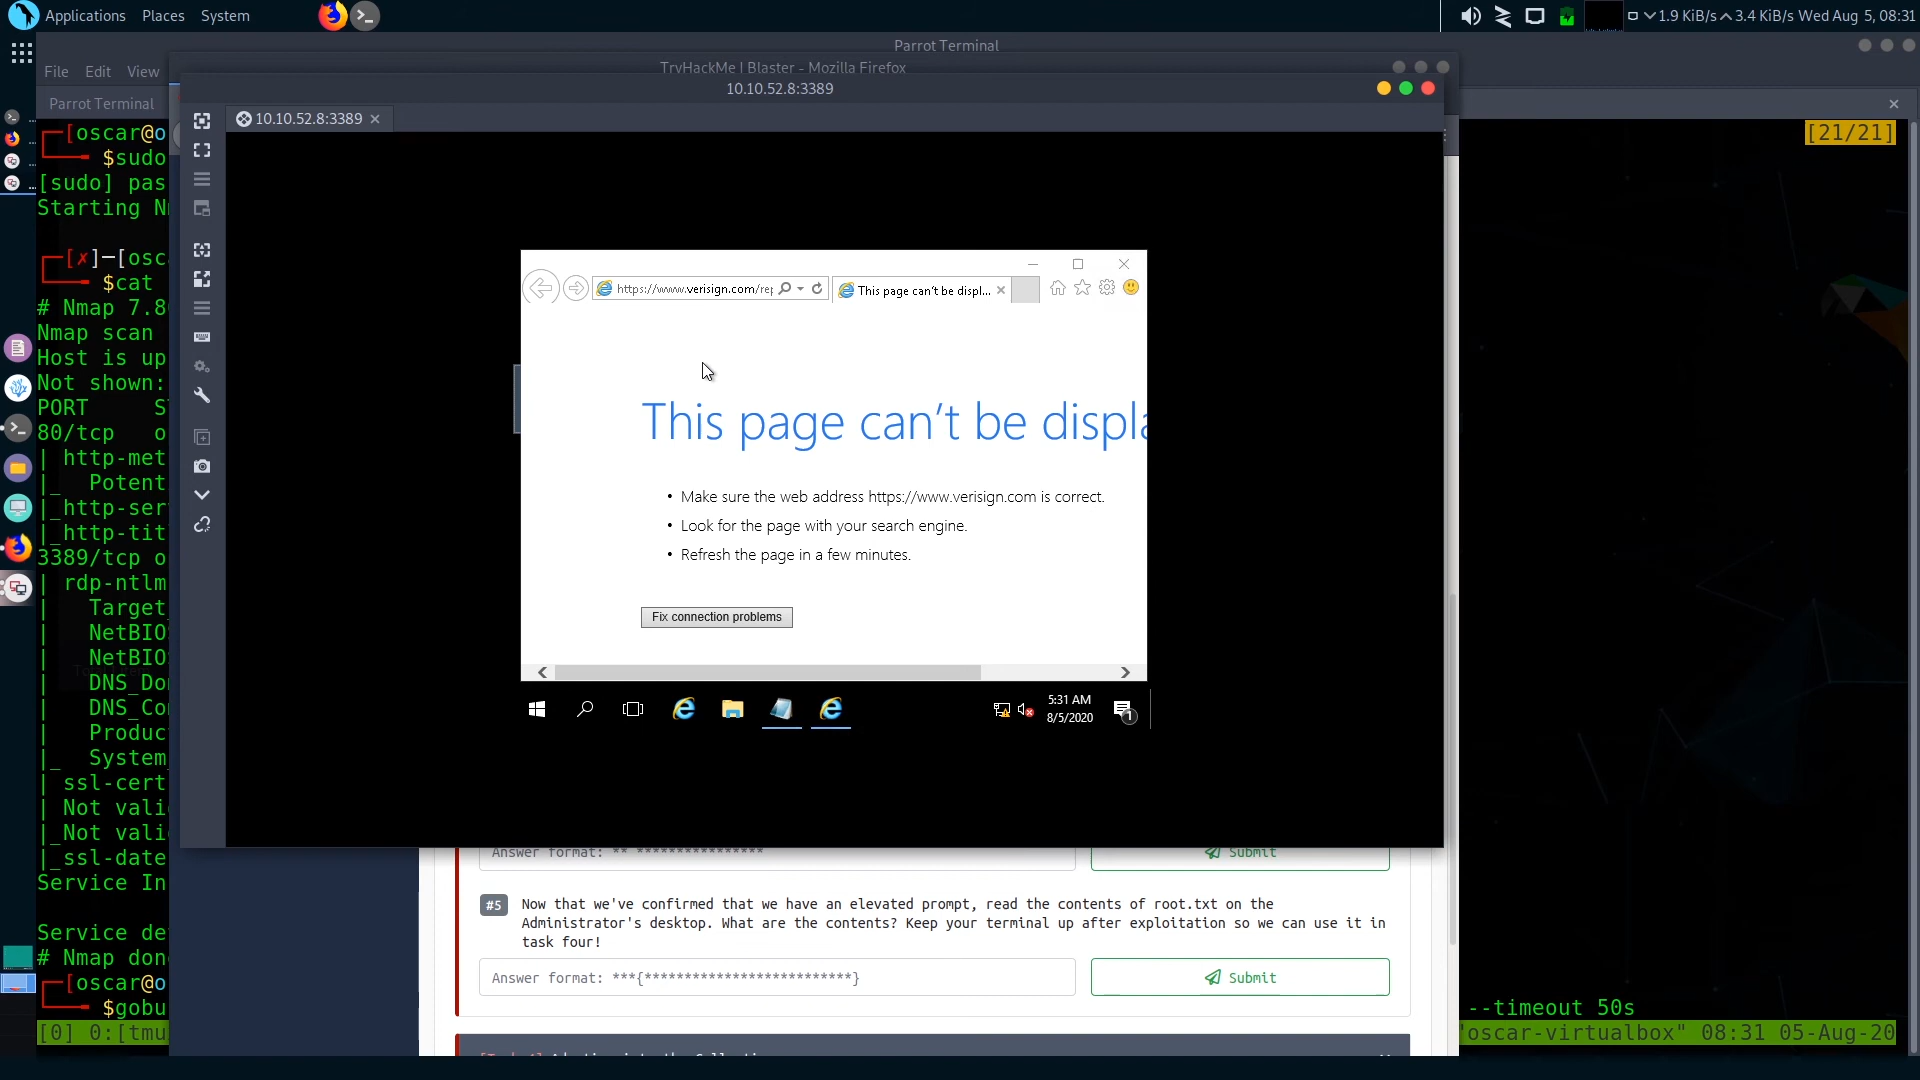 Applications Places System
1.9 KiB/s 3.4 KiB/s Wed Aug 5, 08:31
Parrot Terminal
File Edit View
TryHackMe | Blaster - Mozilla Firefox
10.10.52.8:3389
Parrot Terminal
10.10.52.8:3389
[21/21]
┌─[oscar@o
└──╼ $sudo
[sudo] pas
Starting Nm
┌─[✗]─[osc
└──╼ $cat
# Nmap 7.8
Nmap scan
Host is up
Not shown:
PORT S
80/tcp o
| http-met
|_ Potent
|_http-ser
|_http-tit
3389/tcp o
| rdp-ntlm
| Target
| NetBIO
| NetBIO
| DNS_Do
| DNS_Co
| Produc
|_ System
| ssl-cert
| Not vali
|_Not vali
|_ssl-date
Service In
Service de
# Nmap don
┌─[oscar@o
└──╼ $gobu
--timeout 50s
[0] 0:[tmu
"oscar-virtualbox" 08:31 05-Aug-20
https://www.verisign.com/rep
This page can't be displ...
This page can't be displa
• Make sure the web address https://www.verisign.com is correct.
• Look for the page with your search engine.
• Refresh the page in a few minutes.
Fix connection problems
5:31 AM
8/5/2020
1
Answer format: ** ****************
Submit
#5 Now that we've confirmed that we have an elevated prompt, read the contents of root.txt on the
Administrator's desktop. What are the contents? Keep your terminal up after exploitation so we can use it in
task four!
Answer format: ***{**************************}
Submit